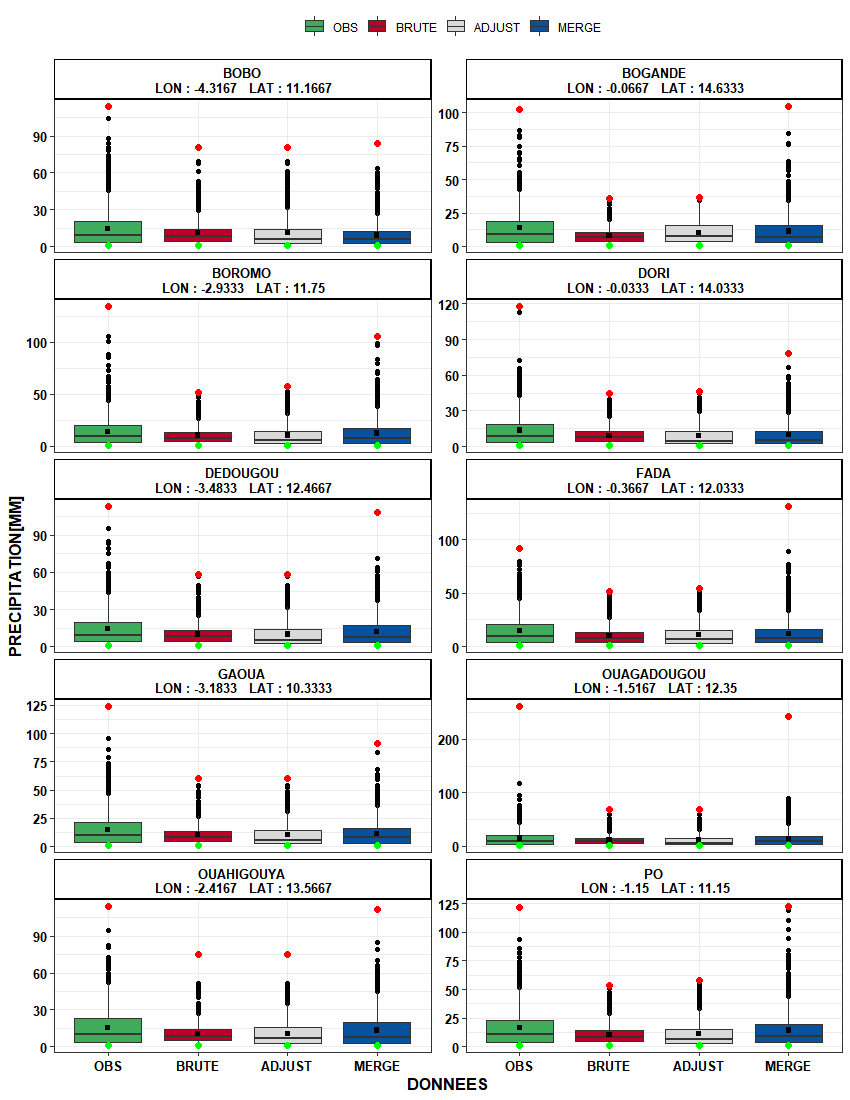 OBS BRUTE ADJUST MERGE
BOBO
LON : -4.3167 LAT : 11.1667
90
60
30
0
BOGANDE
LON : -0.0667 LAT : 14.6333
100
75
50
25
0
BOROMO
LON : -2.9333 LAT : 11.75
100
50
0
DORI
LON : -0.0333 LAT : 14.0333
120
90
60
30
0
DEDOUGOU
LON : -3.4833 LAT : 12.4667
90
60
30
0
FADA
LON : -0.3667 LAT : 12.0333
100
50
0
GAOUA
LON : -3.1833 LAT : 10.3333
125
100
75
50
25
0
OUAGADOUGOU
LON : -1.5167 LAT : 12.35
200
100
0
OUAHIGOUYA
LON : -2.4167 LAT : 13.5667
90
60
30
0
PO
LON : -1.15 LAT : 11.15
125
100
75
50
25
0
OBS BRUTE ADJUST MERGE
OBS BRUTE ADJUST MERGE
DONNEES
PRECIPITATION[MM]